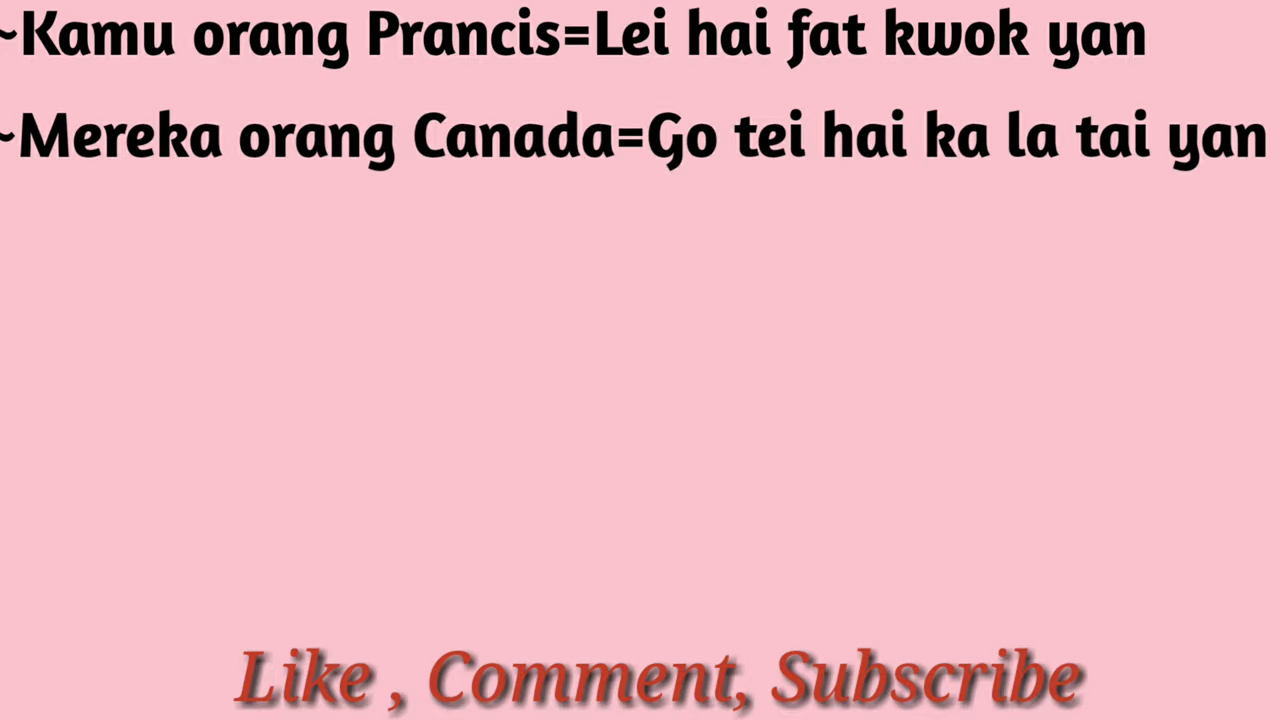 ~Kamu orang Prancis=Lei hai fat kwok yan
~Mereka orang Canada=Go tei hai ka la tai yan
Like , Comment, Subscribe